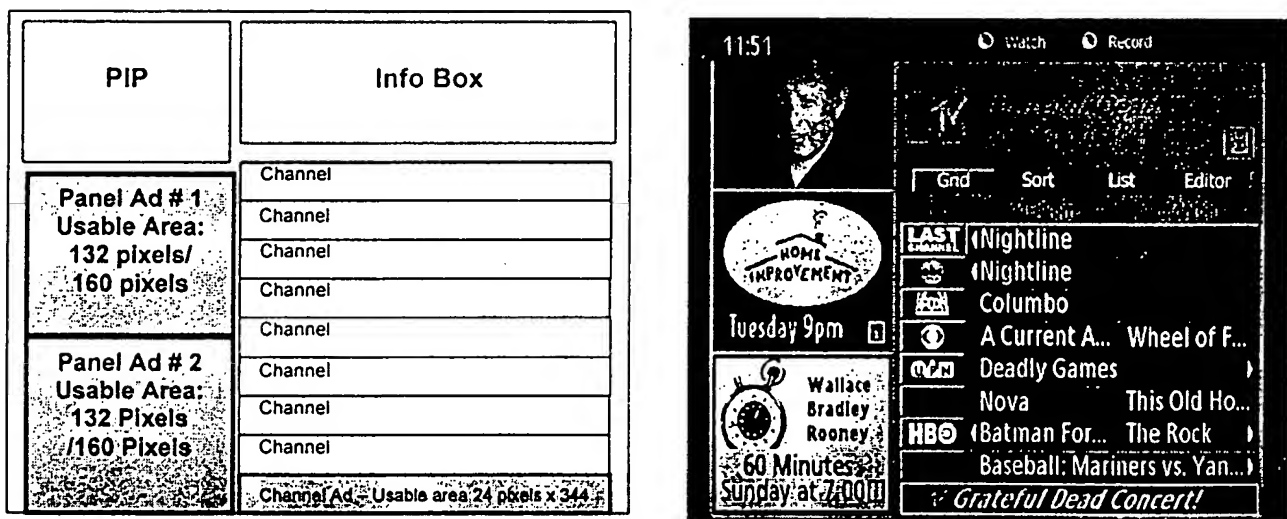 PIP
Info Box
Panel Ad # 1
Usable Area:
132 pixels/
160 pixels
Panel Ad # 2
Usable Area:
132 Pixels
/160 Pixels
Channel
Channel
Channel
Channel
Channel
Channel
Channel
Channel
Channel Ad - Usable area 24 pixels x 344
11:51
Watch Record
Grid Sort List Editor
HOME
IMPROVEMENT
Tuesday 9pm
Wallace
Bradley
Rooney
60 Minutes
Sunday at 7:00
LAST
CHANNEL
Nightline
Nightline
Columbo
A Current A... Wheel of F...
Deadly Games
Nova This Old Ho...
HBO Batman For... The Rock
Baseball: Mariners vs. Yan...
Grateful Dead Concert!